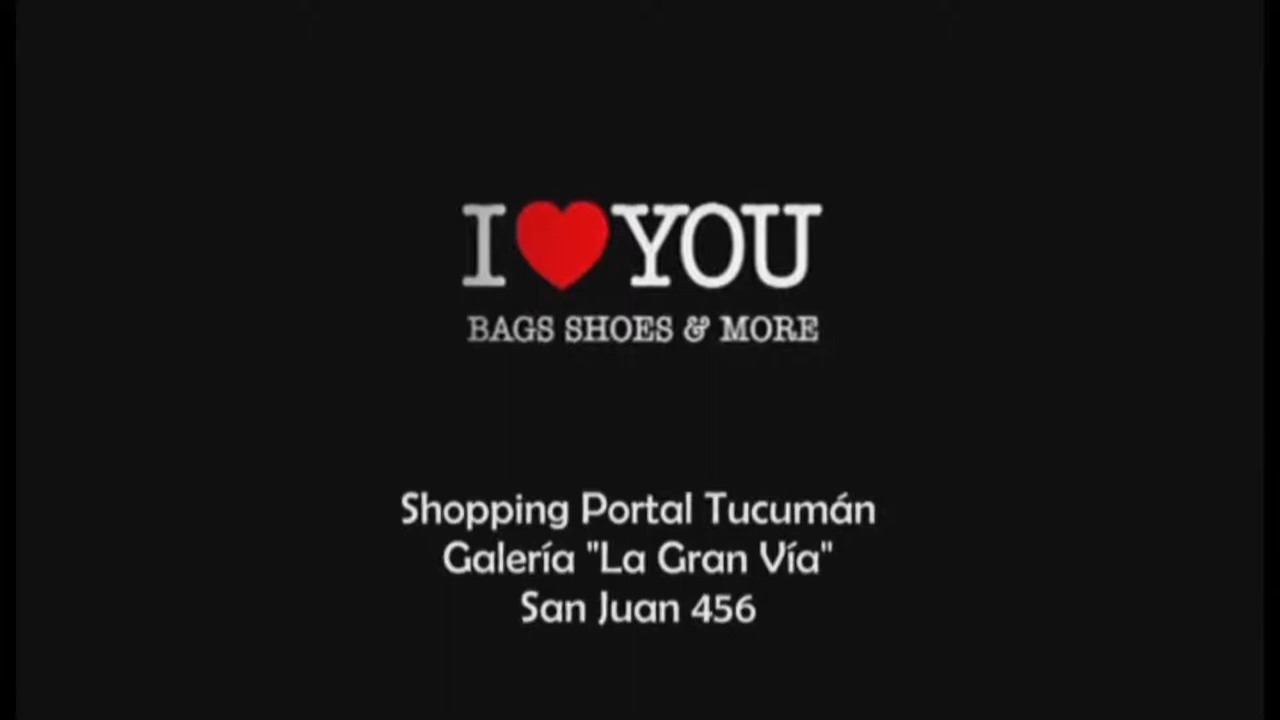 I ❤ YOU
BAGS SHOES & MORE
Shopping Portal Tucumán
Galería "La Gran Vía"
San Juan 456